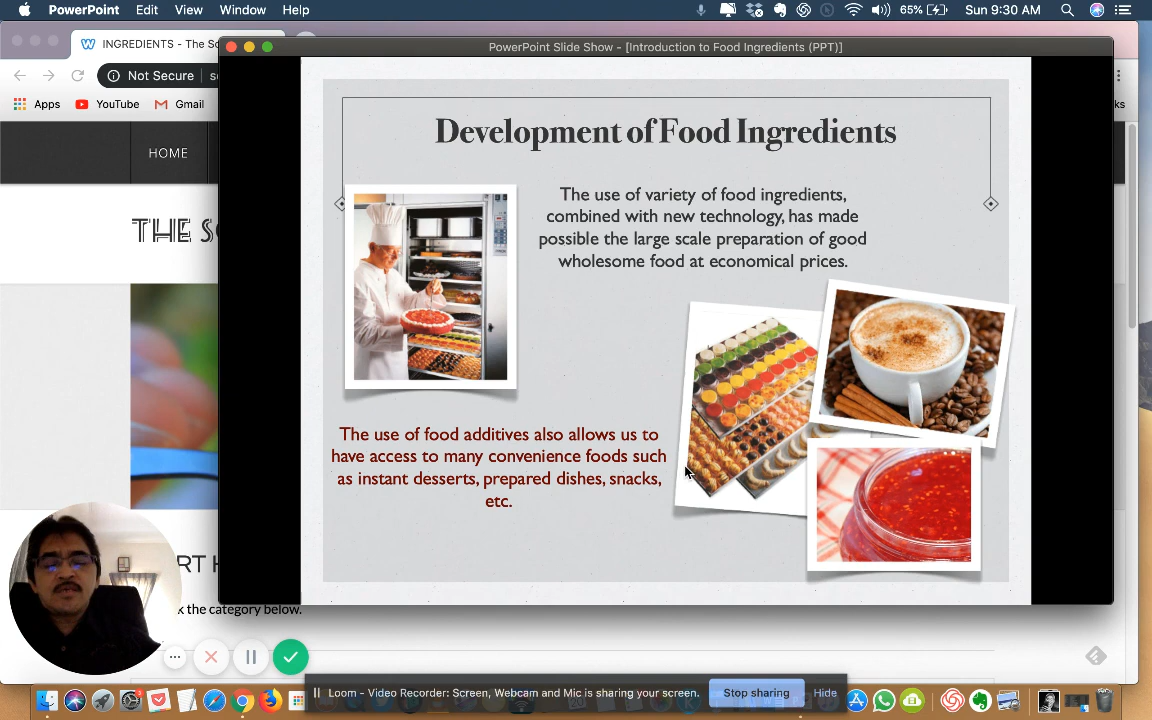 PowerPoint Edit View Window Help 65% Sun 9:30 AM
INGREDIENTS - The Sc
PowerPoint Slide Show - [Introduction to Food Ingredients (PPT)]
Not Secure
Apps YouTube Gmail
HOME
THE
Development of Food Ingredients
The use of variety of food ingredients,
combined with new technology, has made
possible the large scale preparation of good
wholesome food at economical prices.
The use of food additives also allows us to
have access to many convenience foods such
as instant desserts, prepared dishes, snacks,
etc.
k the category below.
Loom - Video Recorder: Screen, Webcam and Mic is sharing your screen. Stop sharing Hide